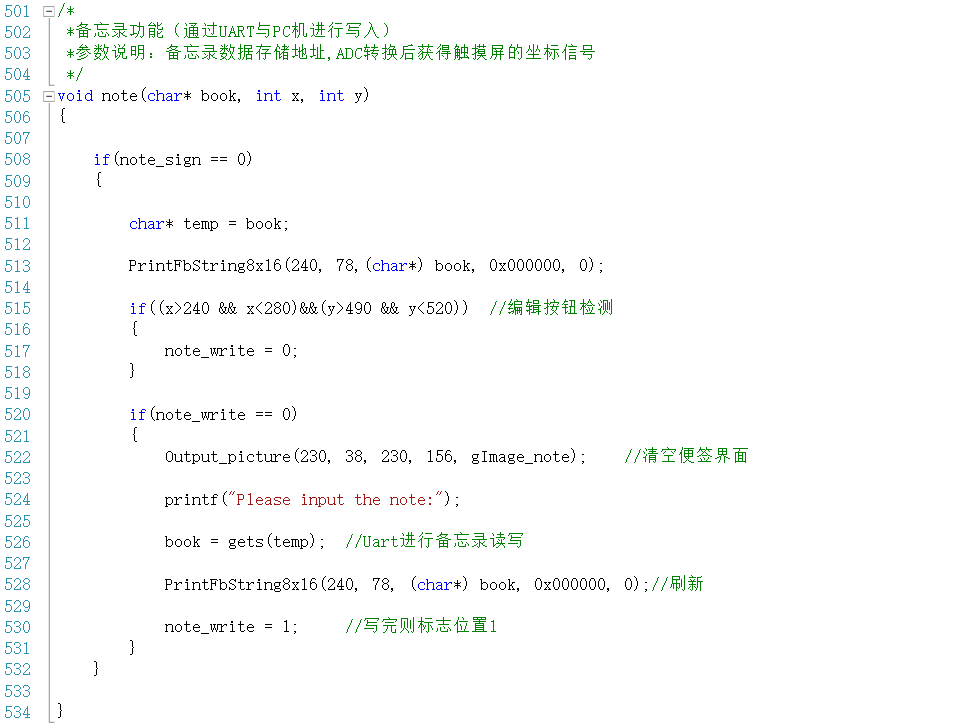 501 /*
502 *备忘录功能（通过UART与PC机进行写入）
503 *参数说明：备忘录数据存储地址,ADC转换后获得触摸屏的坐标信号
504 */
505 void note(char* book, int x, int y)
506 {
507
508 if(note_sign == 0)
509 {
510
511 char* temp = book;
512
513 PrintFbString8x16(240, 78,(char*) book, 0x000000, 0);
514
515 if((x>240 && x<280)&&(y>490 && y<520)) //编辑按钮检测
516 {
517 note_write = 0;
518 }
519
520 if(note_write == 0)
521 {
522 Output_picture(230, 38, 230, 156, gImage_note); //清空便签界面
523
524 printf("Please input the note:");
525
526 book = gets(temp); //Uart进行备忘录读写
527
528 PrintFbString8x16(240, 78, (char*) book, 0x000000, 0);//刷新
529
530 note_write = 1; //写完则标志位置1
531 }
532 }
533
534 }